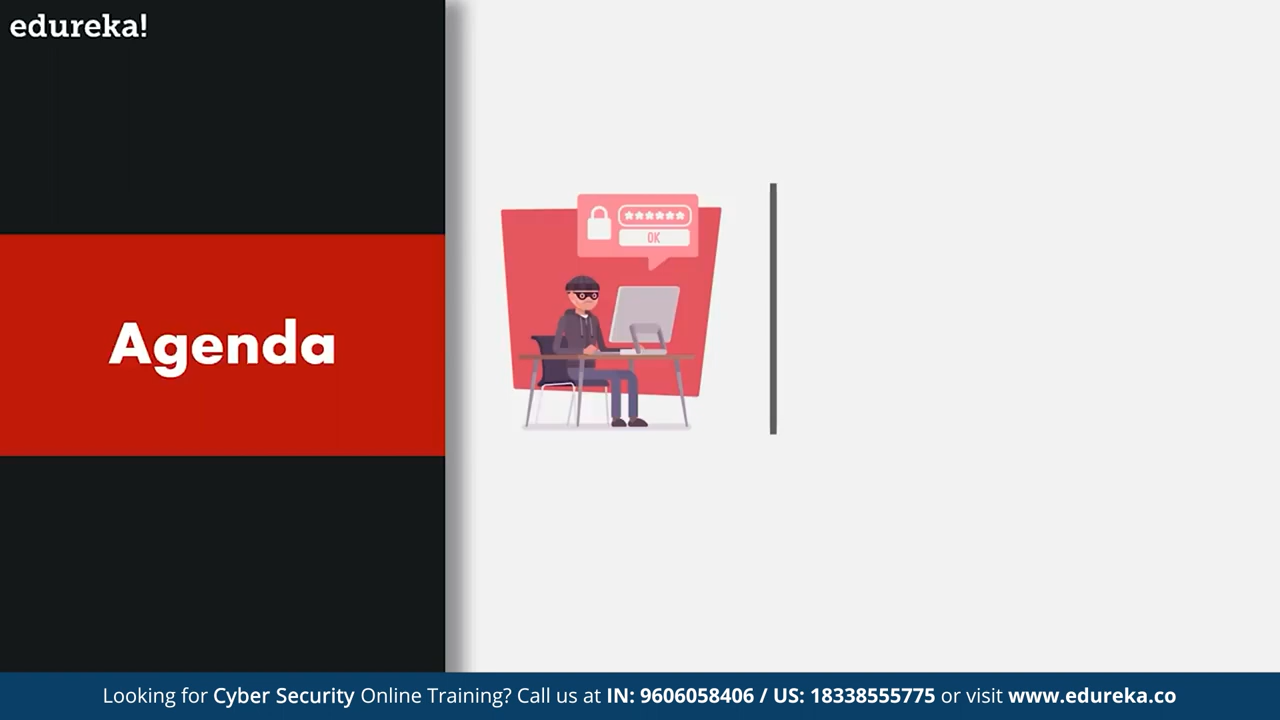 edureka!
******
OK
Agenda
Looking for Cyber Security Online Training? Call us at IN: 9606058406 / US: 18338555775 or visit www.edureka.co